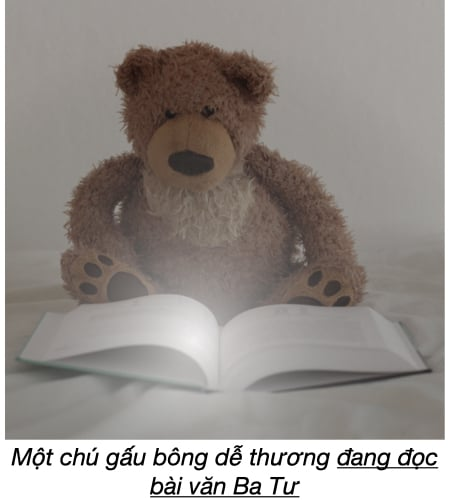 Một chú gấu bông dễ thương đang đọc
bài văn Ba Tư